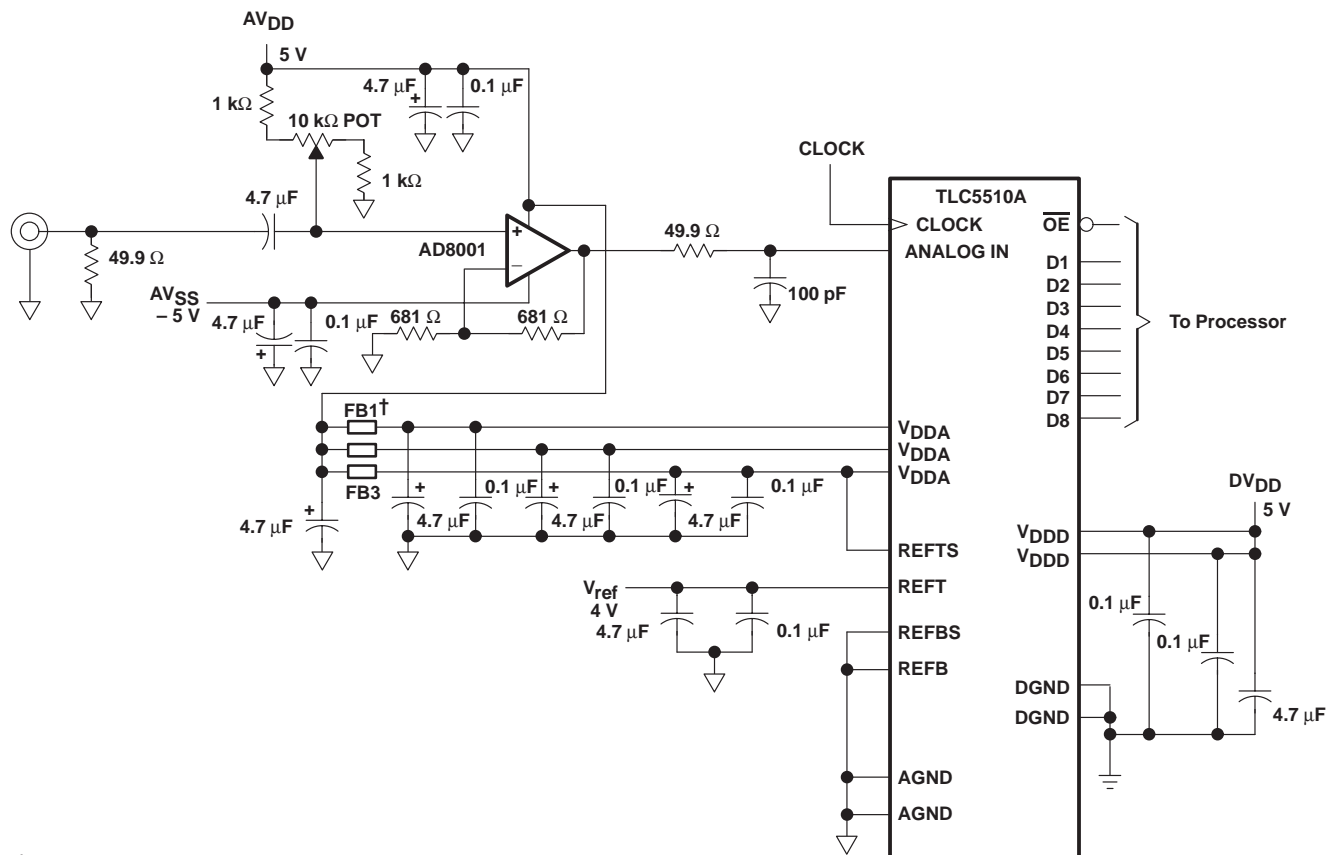 AVDD
5 V
1 kΩ
10 kΩ POT
4.7 µF
+
0.1 µF
1 kΩ
4.7 µF
49.9 Ω
+
−
AD8001
49.9 Ω
100 pF
AVSS
– 5 V
4.7 µF
+
0.1 µF
681 Ω
681 Ω
CLOCK
TLC5510A
CLOCK
OE
ANALOG IN
D1
D2
D3
D4
D5
D6
D7
D8
To Processor
FB1†
FB3
VDDA
VDDA
VDDA
4.7 µF
+
+
4.7 µF
0.1 µF
+
4.7 µF
0.1 µF
+
4.7 µF
0.1 µF
REFTS
Vref
4 V
REFT
4.7 µF
0.1 µF
REFBS
REFB
AGND
AGND
DVDD
5 V
VDDD
VDDD
0.1 µF
0.1 µF
4.7 µF
DGND
DGND